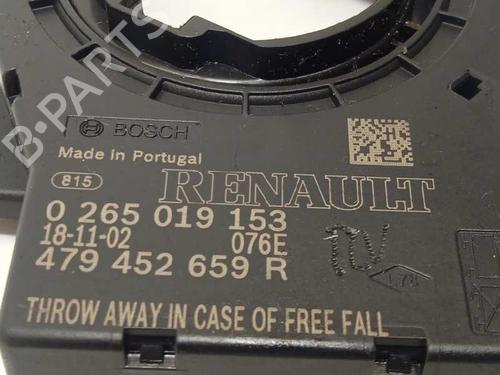 B-PARTS
BOSCH
Made in Portugal
815
RENAULT
0 265 019 153
18-11-02 076E
479 452 659 R
THROW AWAY IN CASE OF FREE FALL